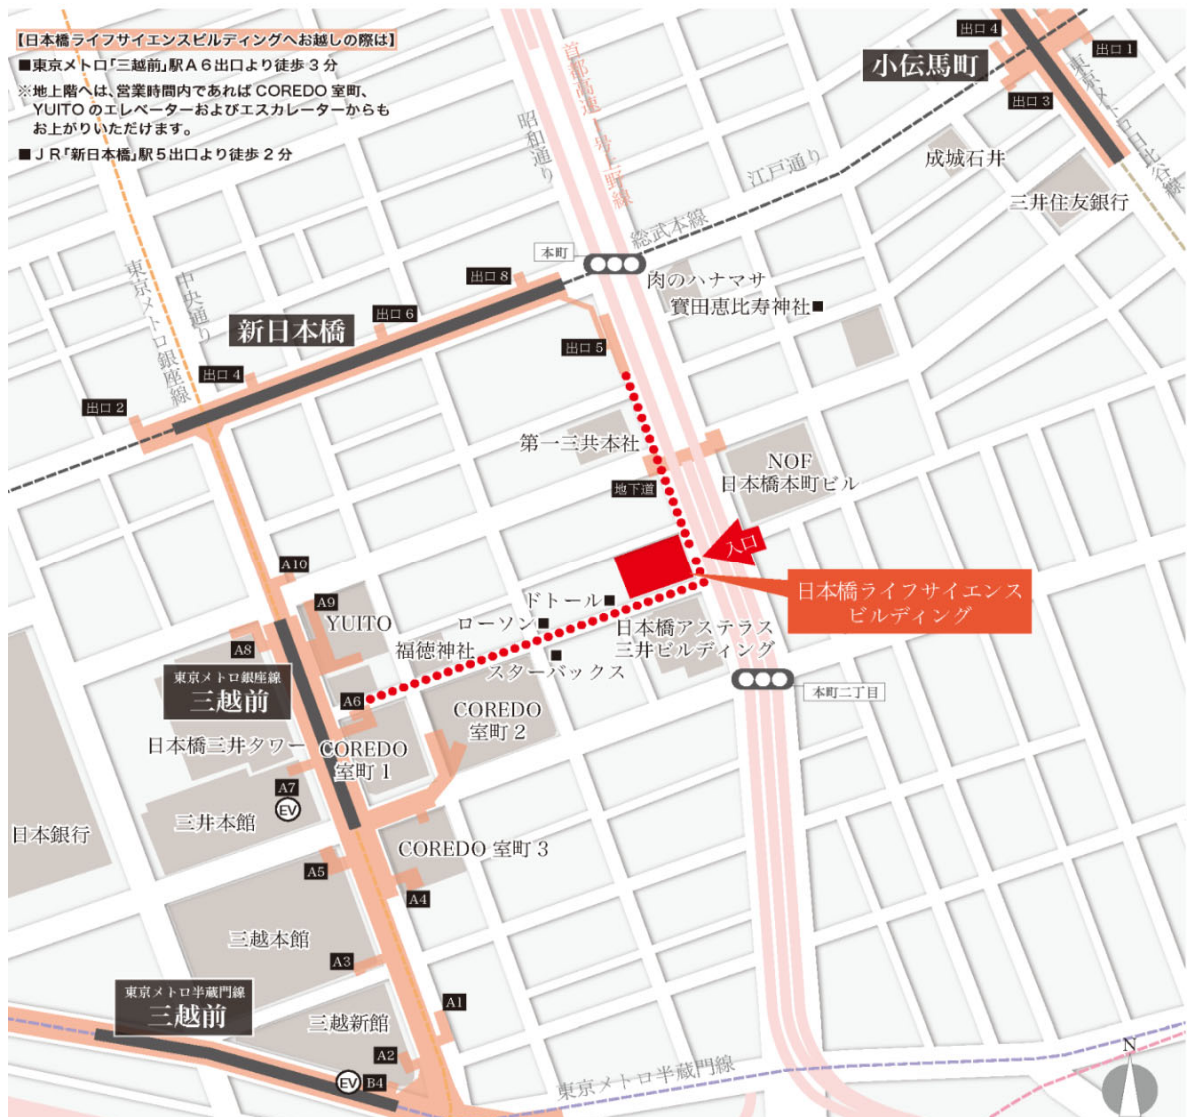 【日本橋ライフサイエンスビルディングへお越しの際は】
■東京メトロ「三越前」駅A6出口より徒歩3分
※地上階へは、営業時間内であればCOREDO室町、
YUITOのエレベーターおよびエスカレーターからも
お上がりいただけます。
■JR「新日本橋」駅5出口より徒歩2分
出口4
出口1
小伝馬町
出口3
東京メトロ日比谷線
首都高速1号上野線
昭和通り
江戸通り
成城石井
三井住友銀行
総武本線
本町
肉のハナマサ
寳田恵比寿神社■
東京メトロ銀座線
中央通り
出口8
出口6
新日本橋
出口5
出口4
出口2
第一三共本社
NOF
日本橋本町ビル
地下道
入口
日本橋ライフサイエンス
ビルディング
A10
A9
YUITO
ドトール■
ローソン■
福徳神社
日本橋アステラス
三井ビルディング
スターバックス
■
A8
東京メトロ銀座線
三越前
A6
本町二丁目
COREDO
室町2
日本橋三井タワー
COREDO
室町1
A7
EV
三井本館
日本銀行
COREDO 室町3
A5
A4
三越本館
A3
東京メトロ半蔵門線
三越前
A1
三越新館
A2
EV
B4
東京メトロ半蔵門線
N